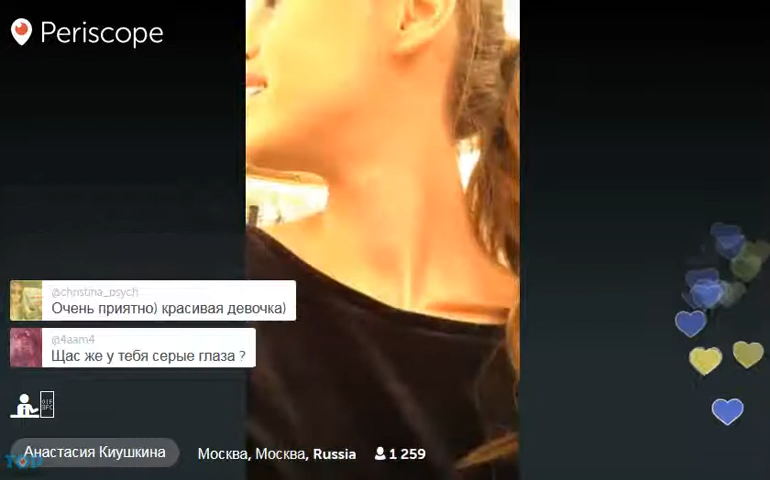 Periscope
@christina_psych
Очень приятно) красивая девочка)
@4aam4
Щас же у тебя серые глаза ?
Анастасия Киушкина
Москва, Москва, Russia 1 259
TOP